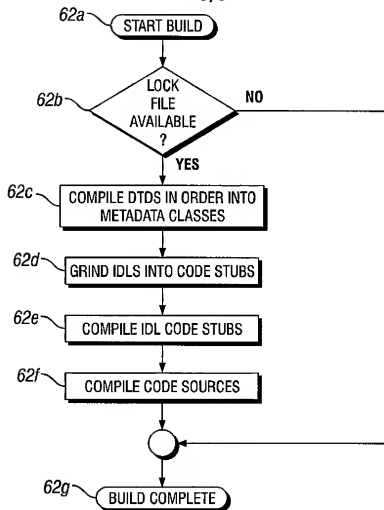 62a
START BUILD
62b
LOCK
FILE
AVAILABLE
?
NO
YES
62c
COMPILE DTDS IN ORDER INTO
METADATA CLASSES
62d
GRIND IDLS INTO CODE STUBS
62e
COMPILE IDL CODE STUBS
62f
COMPILE CODE SOURCES
62g
BUILD COMPLETE